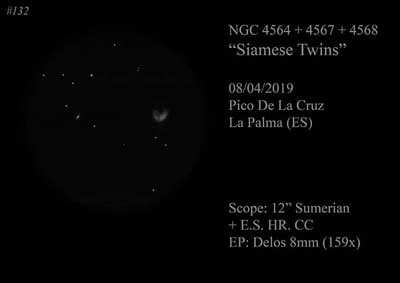 #132
NGC 4564 + 4567 + 4568
“Siamese Twins”
08/04/2019
Pico De La Cruz
La Palma (ES)
Scope: 12” Sumerian
+ E.S. HR. CC
EP: Delos 8mm (159x)